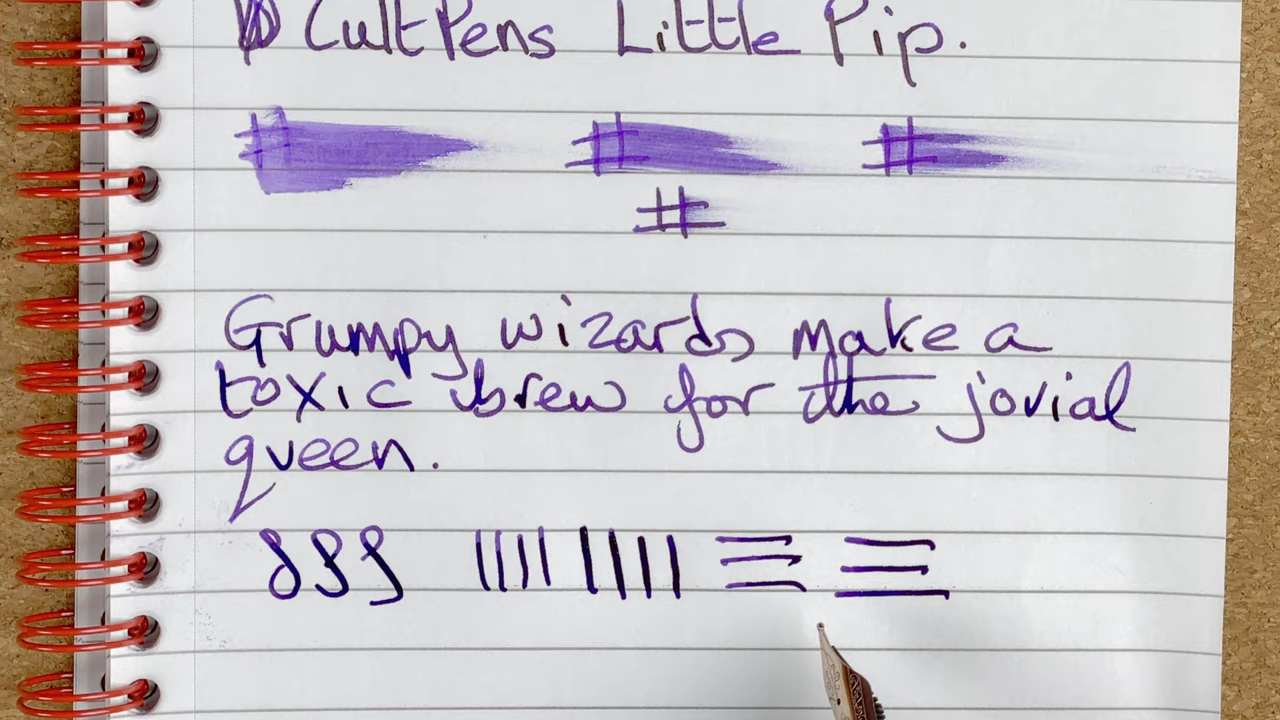 CultPens Little Pip.
# # #
#
Grumpy wizards make a
toxic brew for the jovial
queen.